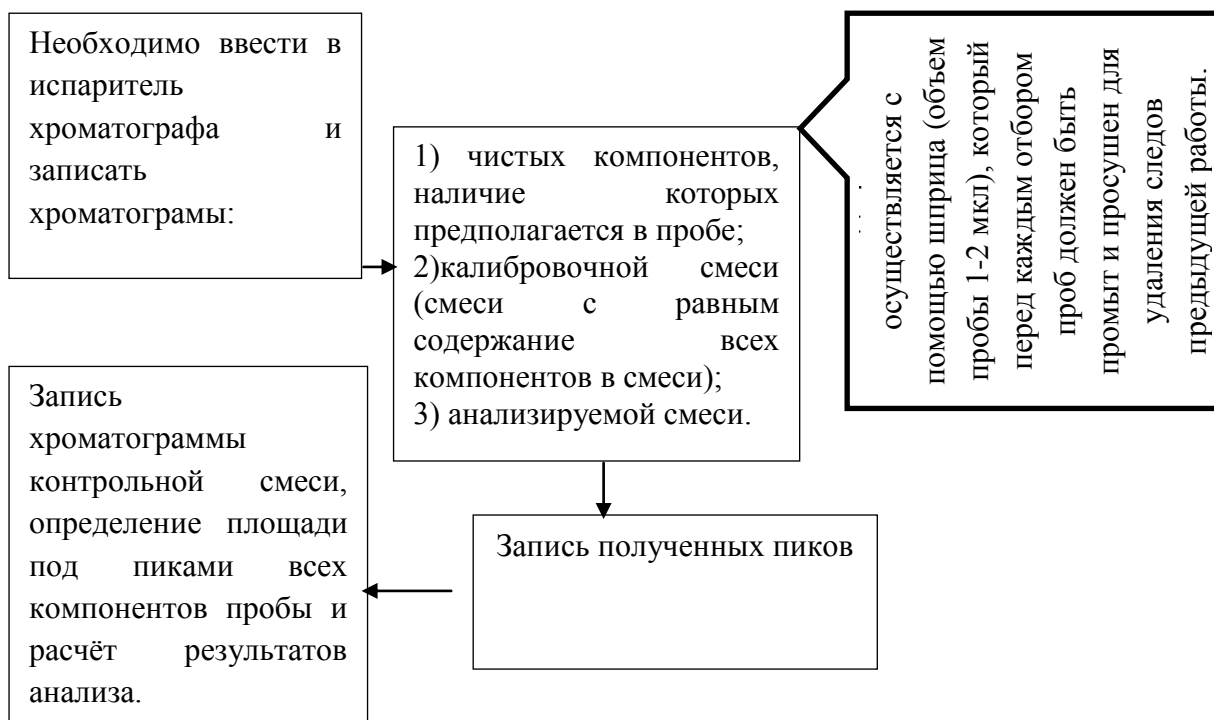 Необходимо ввести в
испаритель
хроматографа и
записать
хроматограмы:
1) чистых компонентов,
наличие которых
предполагается в пробе;
2)калибровочной смеси
(смеси с равным
содержание всех
компонентов в смеси);
3) анализируемой смеси.
осуществляется с
помощью шприца (объем
пробы 1-2 мкл), который
перед каждым отбором
проб должен быть
промыт и просушен для
удаления следов
предыдущей работы.
Запись полученных пиков
Запись
хроматограммы
контрольной смеси,
определение площади
под пиками всех
компонентов пробы и
расчёт результатов
анализа.